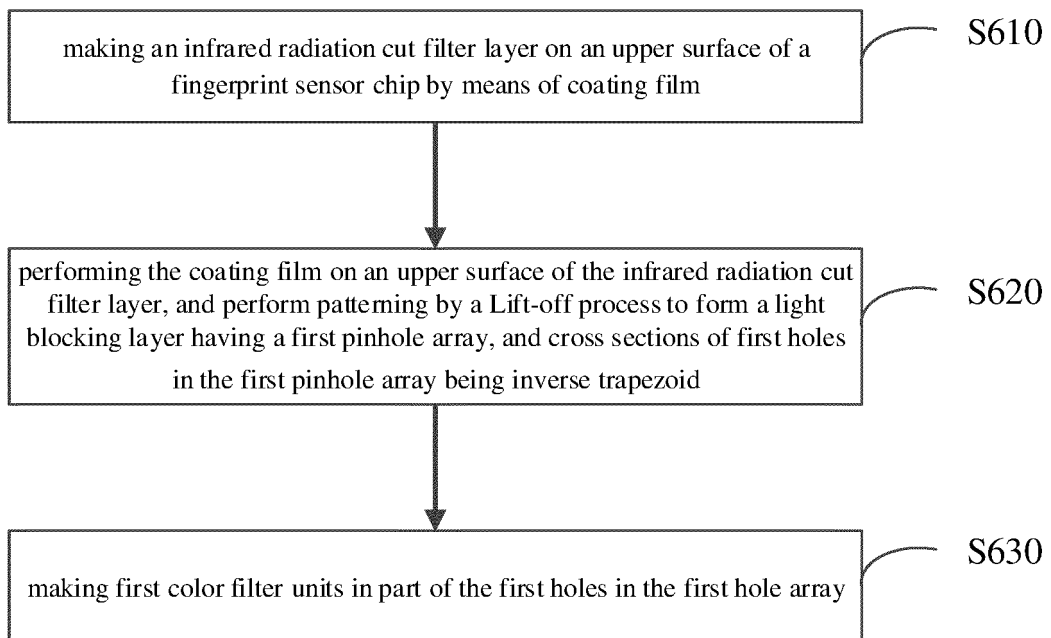 making an infrared radiation cut filter layer on an upper surface of a
fingerprint sensor chip by means of coating film
S610
performing the coating film on an upper surface of the infrared radiation cut
filter layer, and perform patterning by a Lift-off process to form a light
blocking layer having a first pinhole array, and cross sections of first holes
in the first pinhole array being inverse trapezoid
S620
making first color filter units in part of the first holes in the first hole array
S630